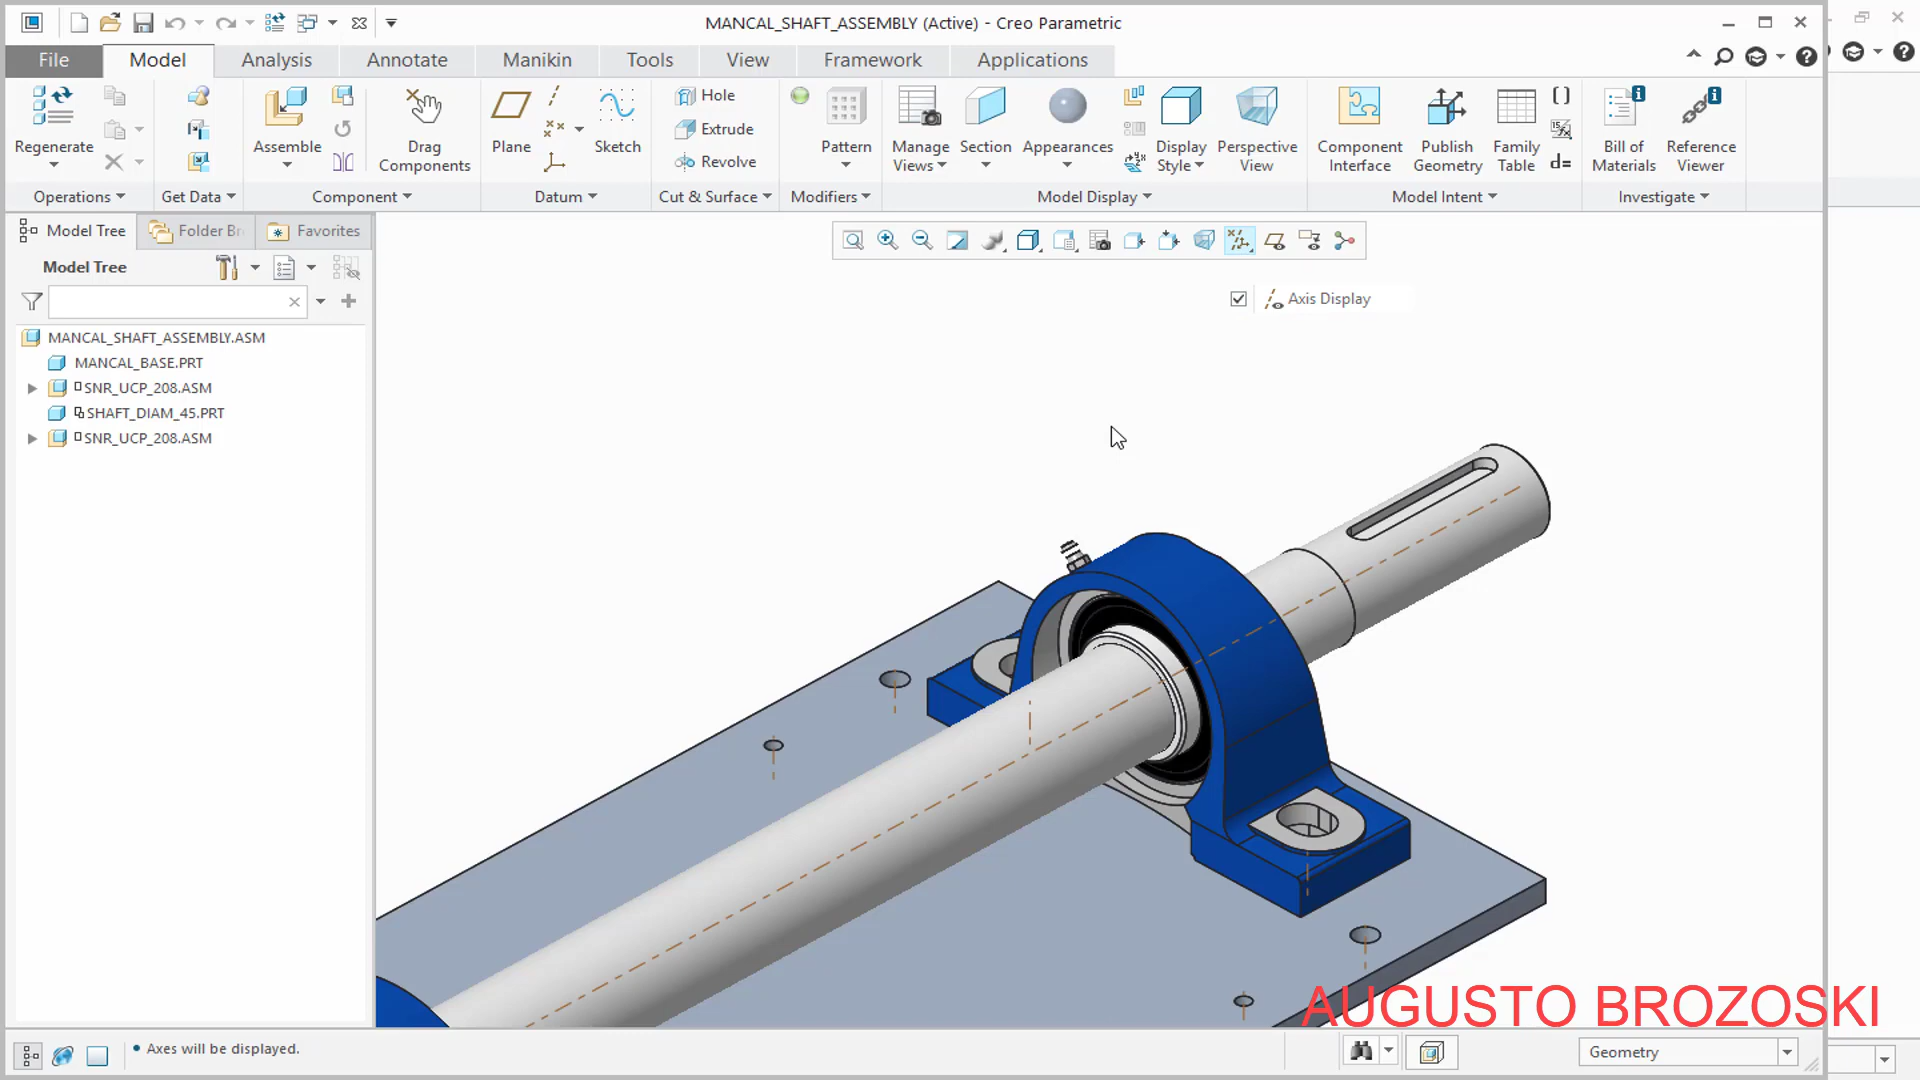 MANCAL_SHAFT_ASSEMBLY (Active) - Creo Parametric
File Model Analysis Annotate Manikin Tools View Framework Applications
Regenerate
Operations
Get Data
Assemble
Drag Components
Component
Plane
Sketch
Datum
Hole
Extrude
Revolve
Cut & Surface
Pattern
Modifiers
Manage Views
Section
Appearances
Display Style
Perspective View
Model Display
Component Interface
Publish Geometry
Family Table
d=
Model Intent
Bill of Materials
Reference Viewer
Investigate
Model Tree Folder Br Favorites
Model Tree
Axis Display
MANCAL_SHAFT_ASSEMBLY.ASM
MANCAL_BASE.PRT
SNR_UCP_208.ASM
SHAFT_DIAM_45.PRT
SNR_UCP_208.ASM
AUGUSTO BROZOSKI
Axes will be displayed.
Geometry